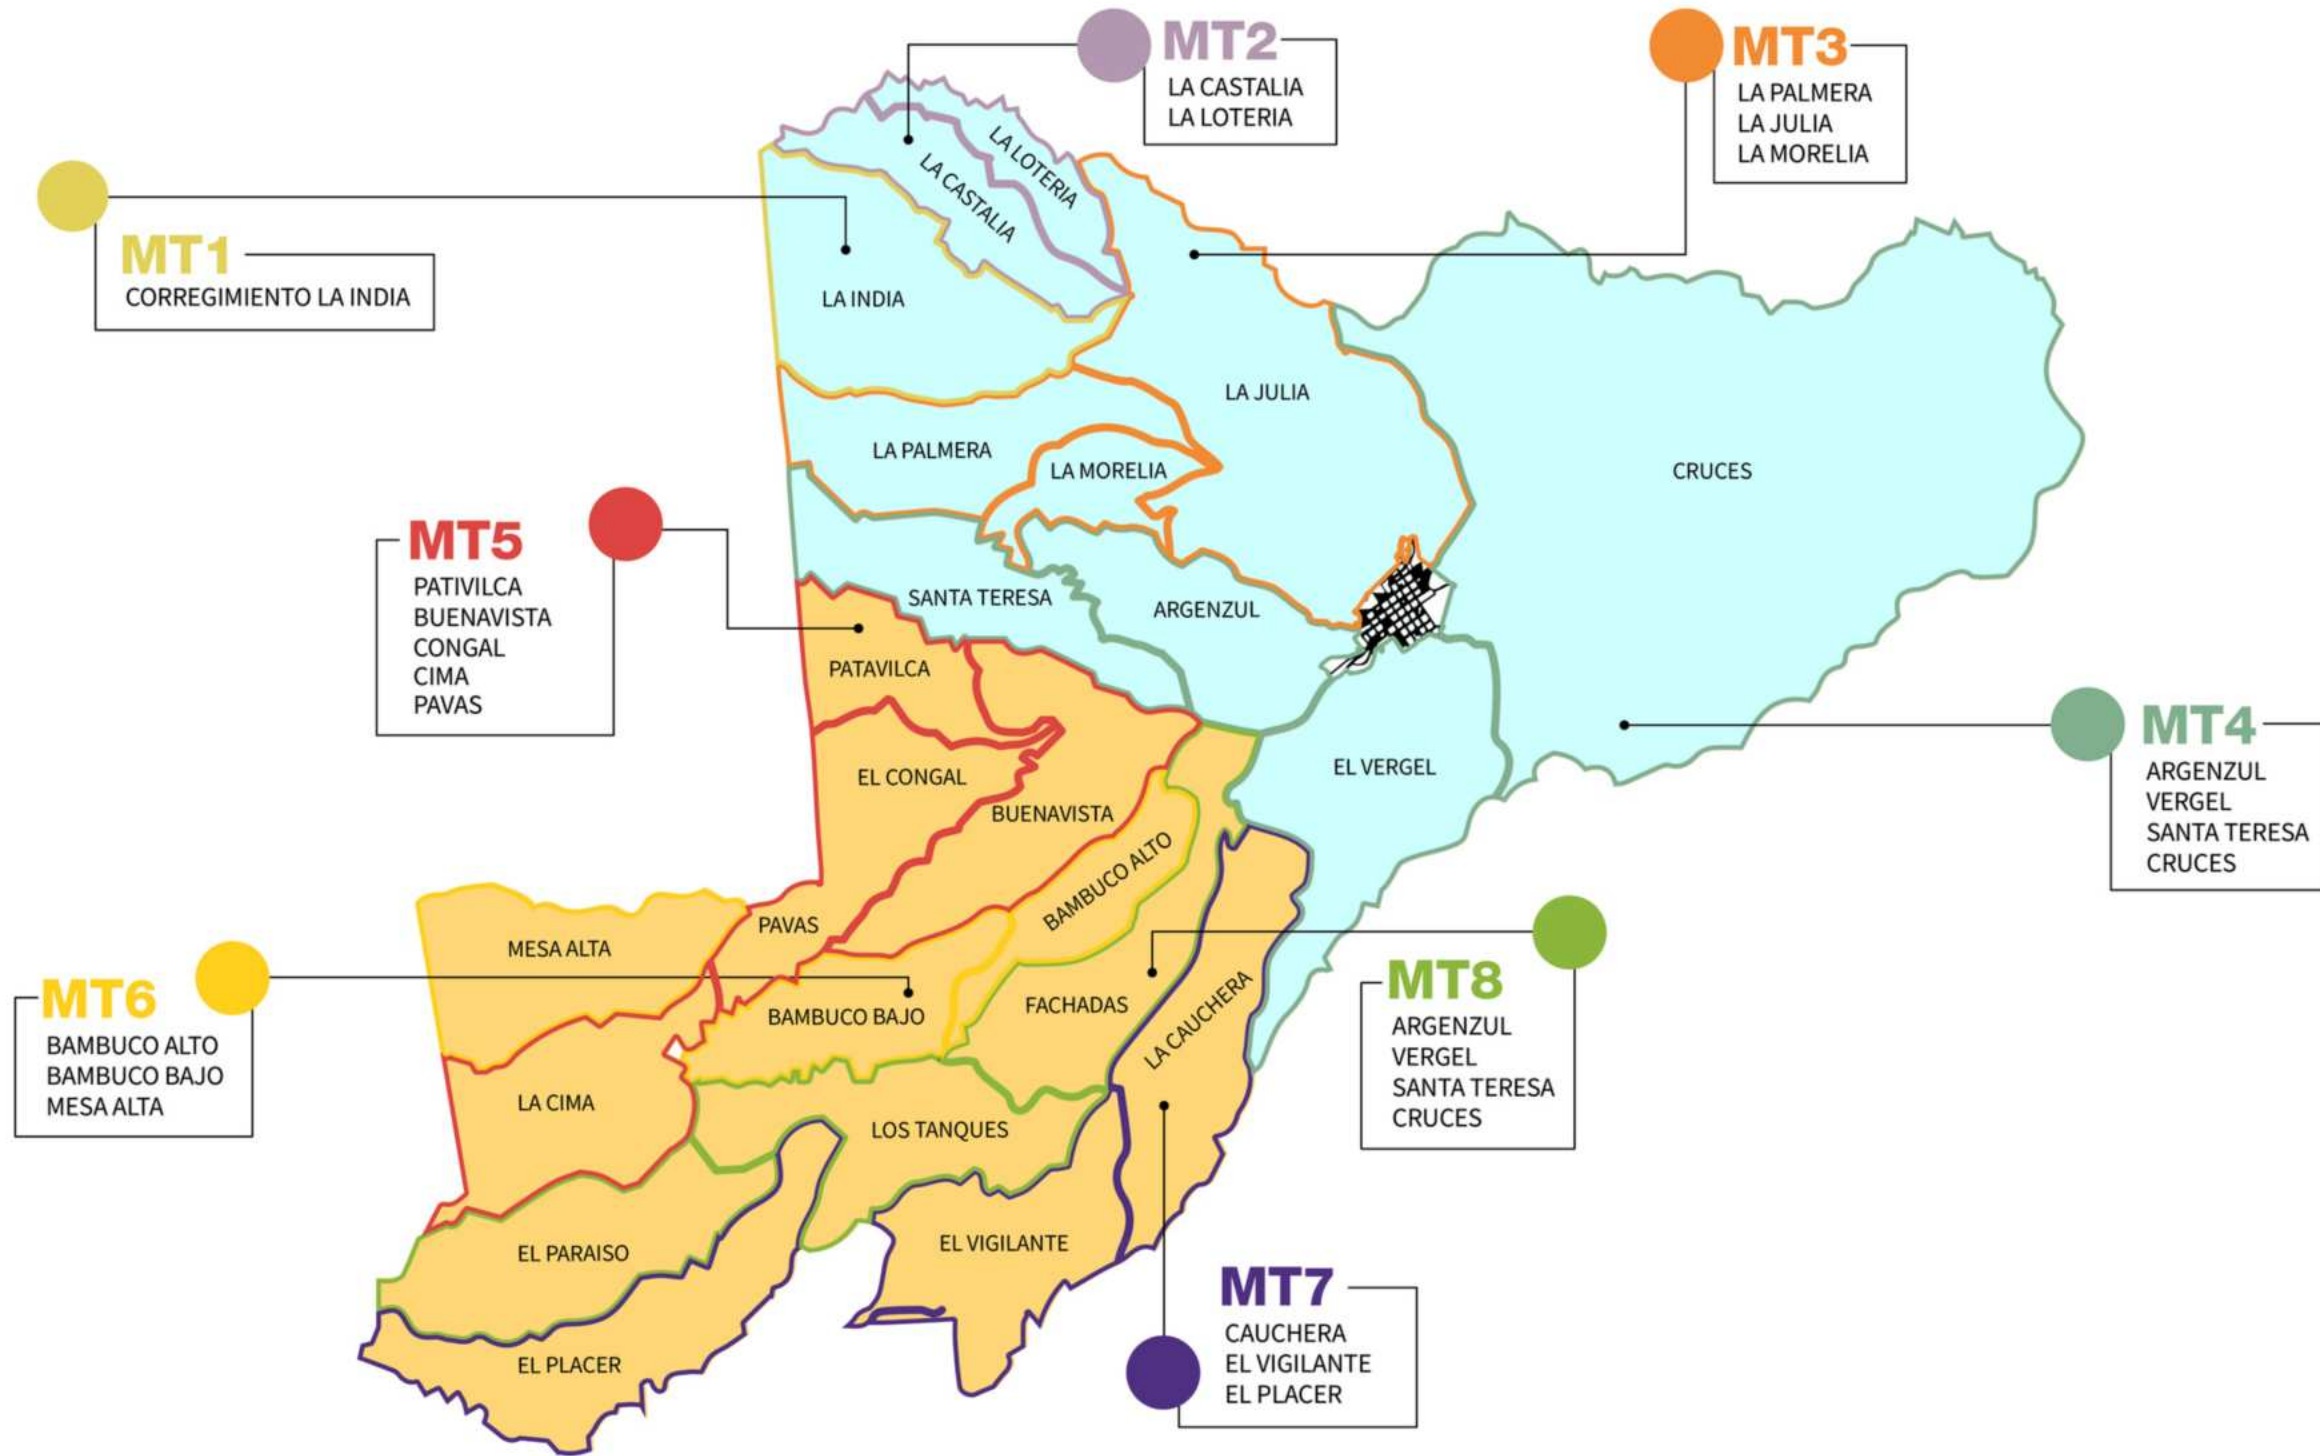 MT2
LA CASTALIA
LA LOTERIA
MT3
LA PALMERA
LA JULIA
LA MORELIA
MT1
CORREGIMIENTO LA INDIA
LA LOTERIA
LA CASTALIA
LA INDIA
LA JULIA
LA PALMERA
LA MORELIA
CRUCES
MT5
PATIVILCA
BUENAVISTA
CONGAL
CIMA
PAVAS
SANTA TERESA
ARGENZUL
PATAVILCA
EL CONGAL
BUENAVISTA
EL VERGEL
MT4
ARGENZUL
VERGEL
SANTA TERESA
CRUCES
BAMBUCO ALTO
PAVAS
MESA ALTA
MT6
BAMBUCO ALTO
BAMBUCO BAJO
MESA ALTA
BAMBUCO BAJO
FACHADAS
LA CAUCHERA
MT8
ARGENZUL
VERGEL
SANTA TERESA
CRUCES
LA CIMA
LOS TANQUES
EL PARAISO
EL VIGILANTE
EL PLACER
MT7
CAUCHERA
EL VIGILANTE
EL PLACER